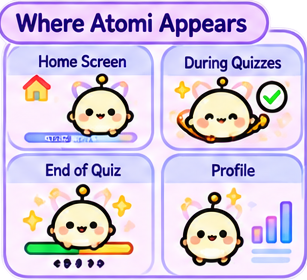 Where Atomi Appears
Home Screen
During Quizzes
End of Quiz
Profile